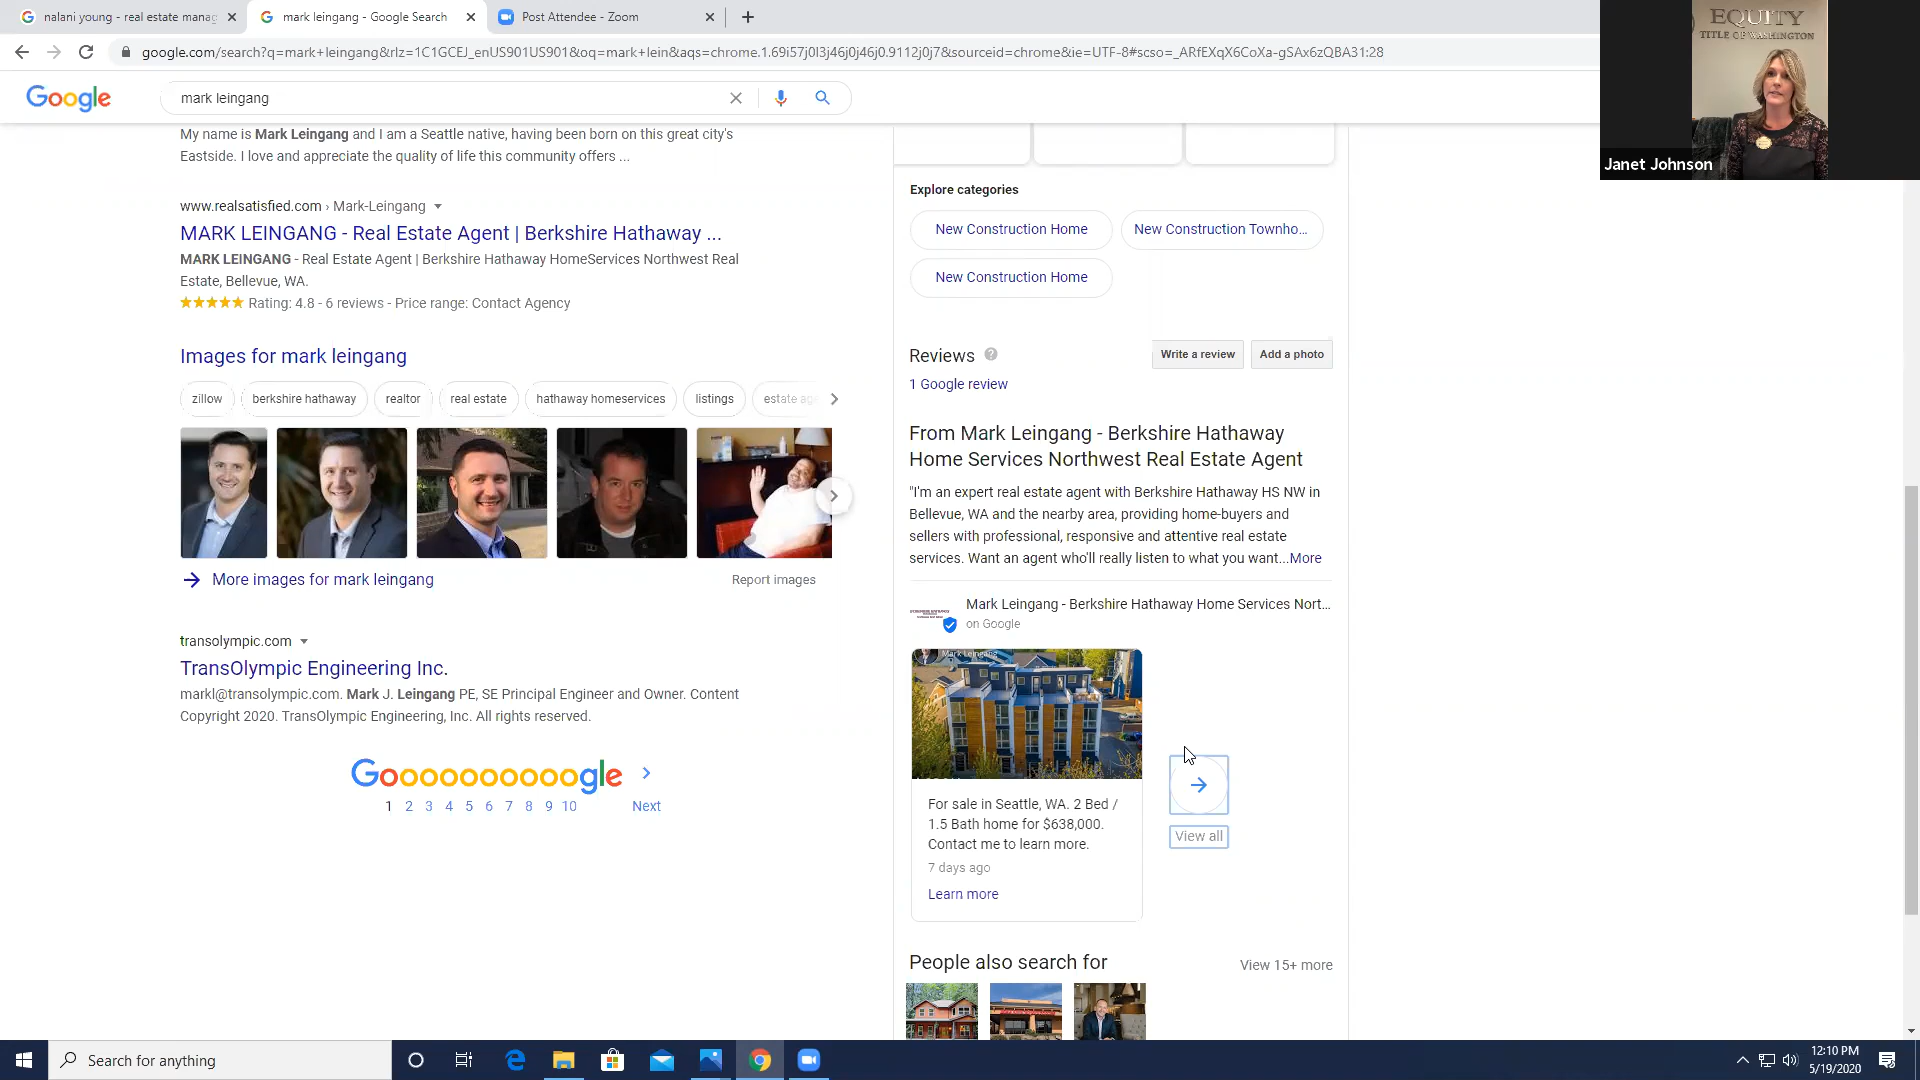 nalani young - real estate manag
mark leingang - Google Search
Post Attendee - Zoom
google.com/search?q=mark+leingang&rlz=1C1GCEJ_enUS901US901&oq=mark+lein&aqs=chrome.1.69i57j0l3j46j0j46j0.9112j0j7&sourceid=chrome&ie=UTF-8#scso=_ARfEXqX6CoXa-gSAx6zQBA31:28
Google
mark leingang
EQUITY
TITLE OF WASHINGTON
Janet Johnson
My name is Mark Leingang and I am a Seattle native, having been born on this great city's
Eastside. I love and appreciate the quality of life this community offers ...
www.realsatisfied.com › Mark-Leingang
MARK LEINGANG - Real Estate Agent | Berkshire Hathaway ...
MARK LEINGANG - Real Estate Agent | Berkshire Hathaway HomeServices Northwest Real
Estate, Bellevue, WA.
Rating: 4.8 - 6 reviews - Price range: Contact Agency
Images for mark leingang
zillow
berkshire hathaway
realtor
real estate
hathaway homeservices
listings
estate age
More images for mark leingang
Report images
transolympic.com
TransOlympic Engineering Inc.
markl@transolympic.com. Mark J. Leingang PE, SE Principal Engineer and Owner. Content
Copyright 2020. TransOlympic Engineering, Inc. All rights reserved.
Goooooooooogle
1 2 3 4 5 6 7 8 9 10 Next
Explore categories
New Construction Home
New Construction Townho...
New Construction Home
Reviews
Write a review
Add a photo
1 Google review
From Mark Leingang - Berkshire Hathaway
Home Services Northwest Real Estate Agent
"I'm an expert real estate agent with Berkshire Hathaway HS NW in
Bellevue, WA and the nearby area, providing home-buyers and
sellers with professional, responsive and attentive real estate
services. Want an agent who'll really listen to what you want...More
Mark Leingang - Berkshire Hathaway Home Services Nort...
on Google
Mark Leingang
For sale in Seattle, WA. 2 Bed /
1.5 Bath home for $638,000.
Contact me to learn more.
7 days ago
Learn more
View all
People also search for
View 15+ more
Search for anything
12:10 PM
5/19/2020